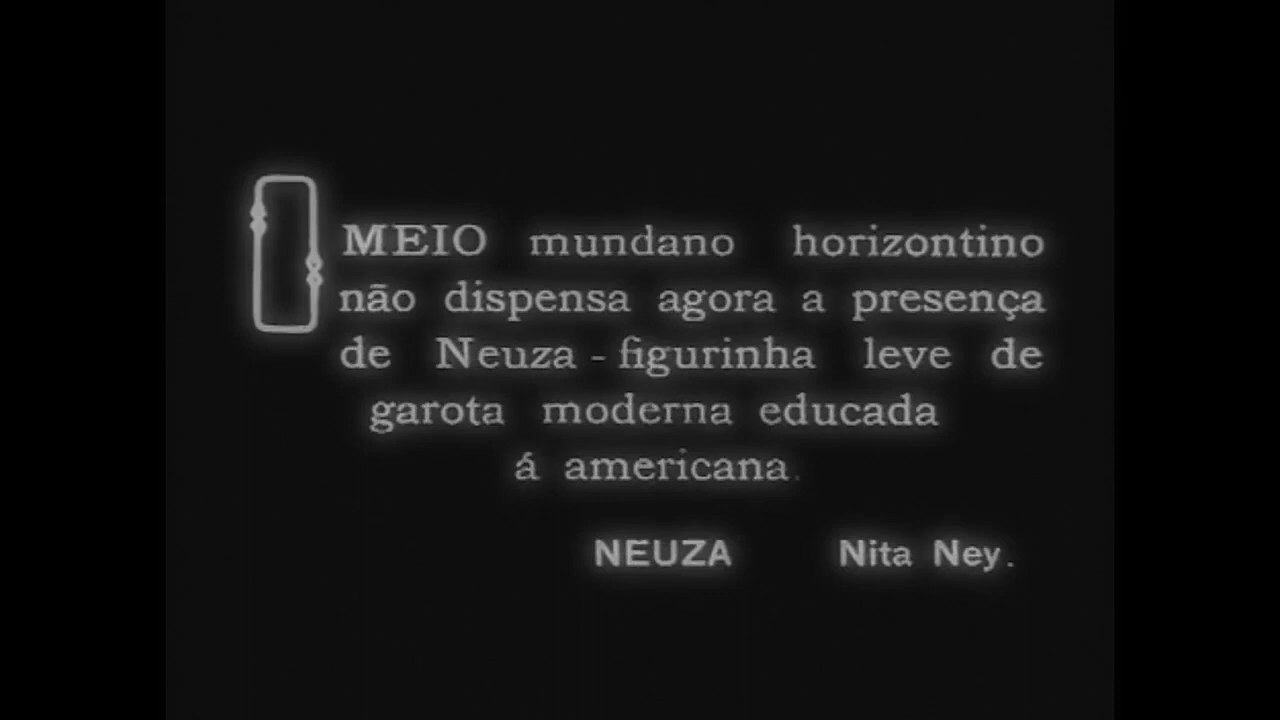 O MEIO mundano horizontino
não dispensa agora a presença
de Neuza - figurinha leve de
garota moderna educada
á americana.
NEUZA Nita Ney.